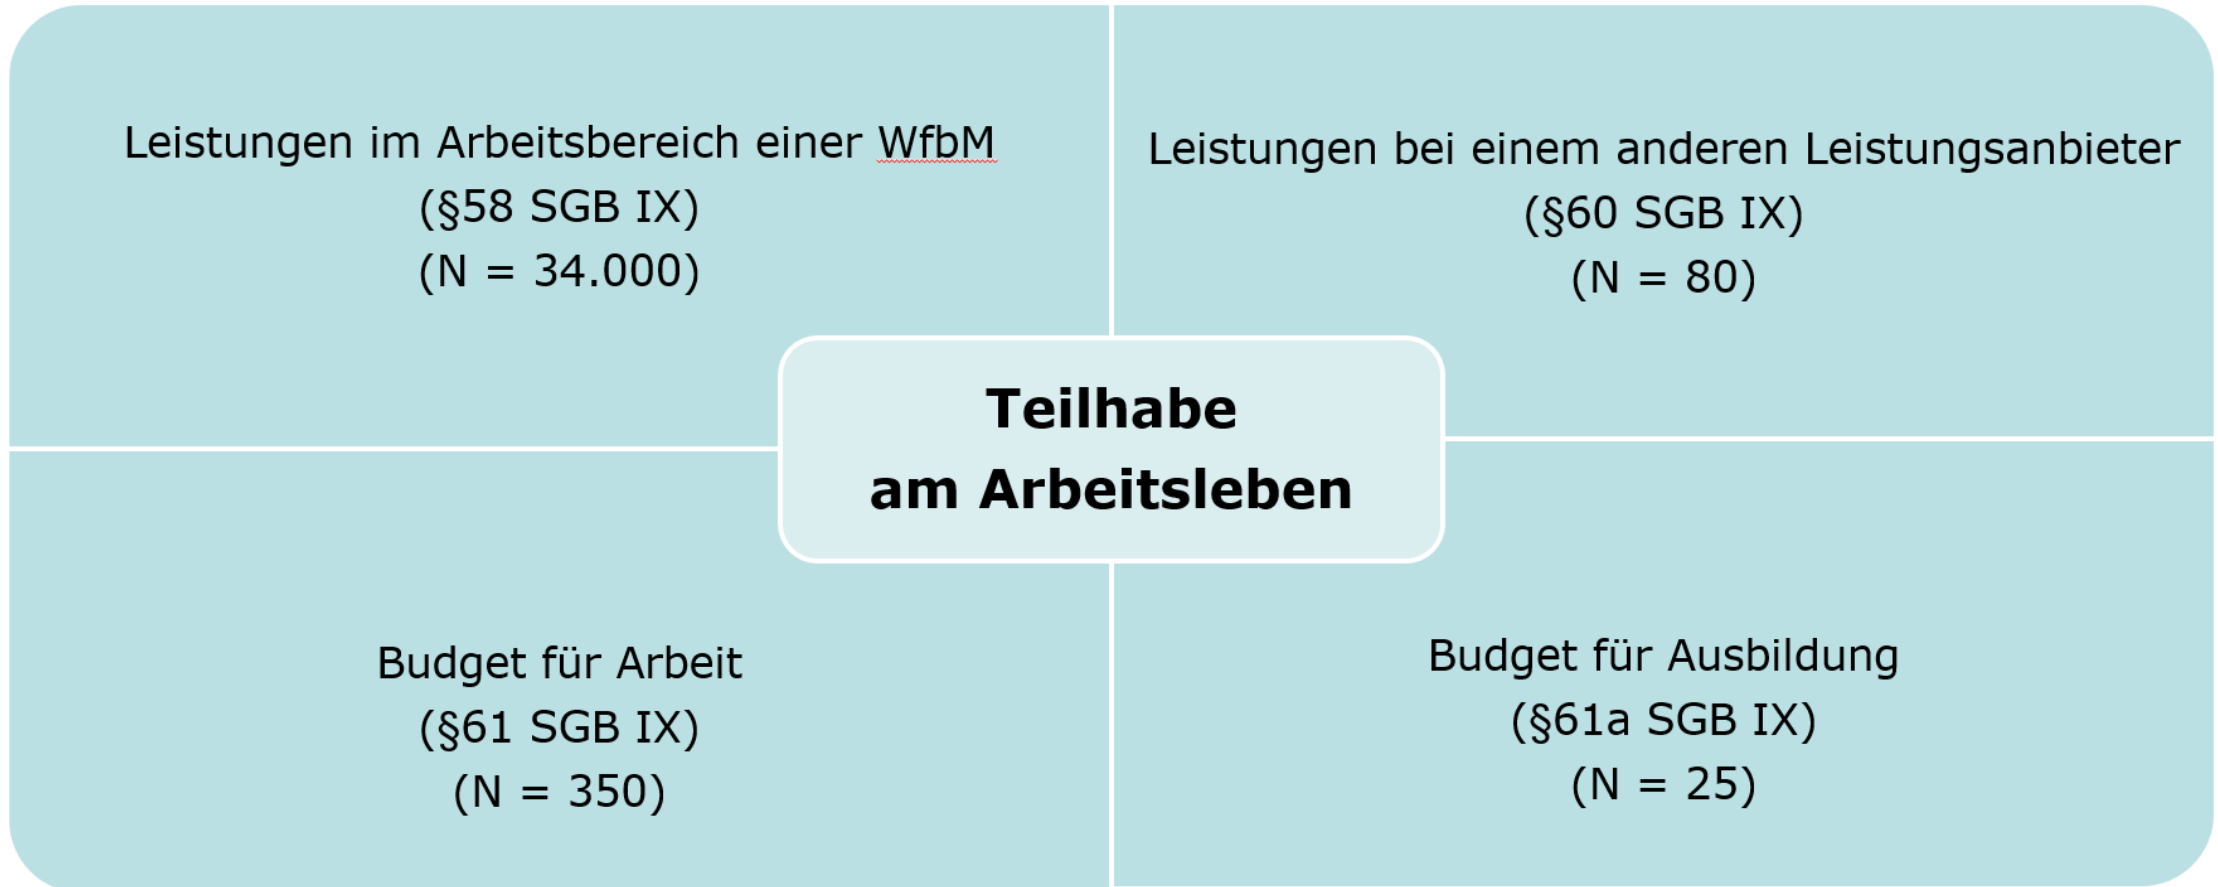 Leistungen im Arbeitsbereich einer WfbM
(§58 SGB IX)
(N = 34.000)
Leistungen bei einem anderen Leistungsanbieter
(§60 SGB IX)
(N = 80)
Teilhabe
am Arbeitsleben
Budget für Arbeit
(§61 SGB IX)
(N = 350)
Budget für Ausbildung
(§61a SGB IX)
(N = 25)